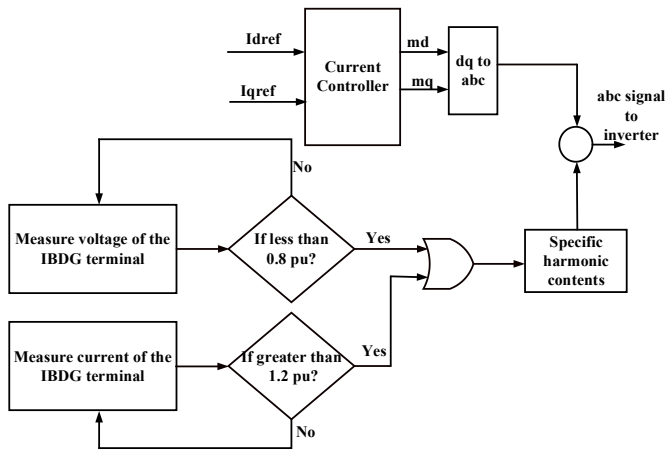 Idref
Iqref
Current
Controller
md
mq
dq to
abc
abc signal
to
inverter
No
Measure voltage of the
IBDG terminal
If less than
0.8 pu?
Yes
Specific
harmonic
contents
Measure current of the
IBDG terminal
If greater than
1.2 pu?
Yes
No